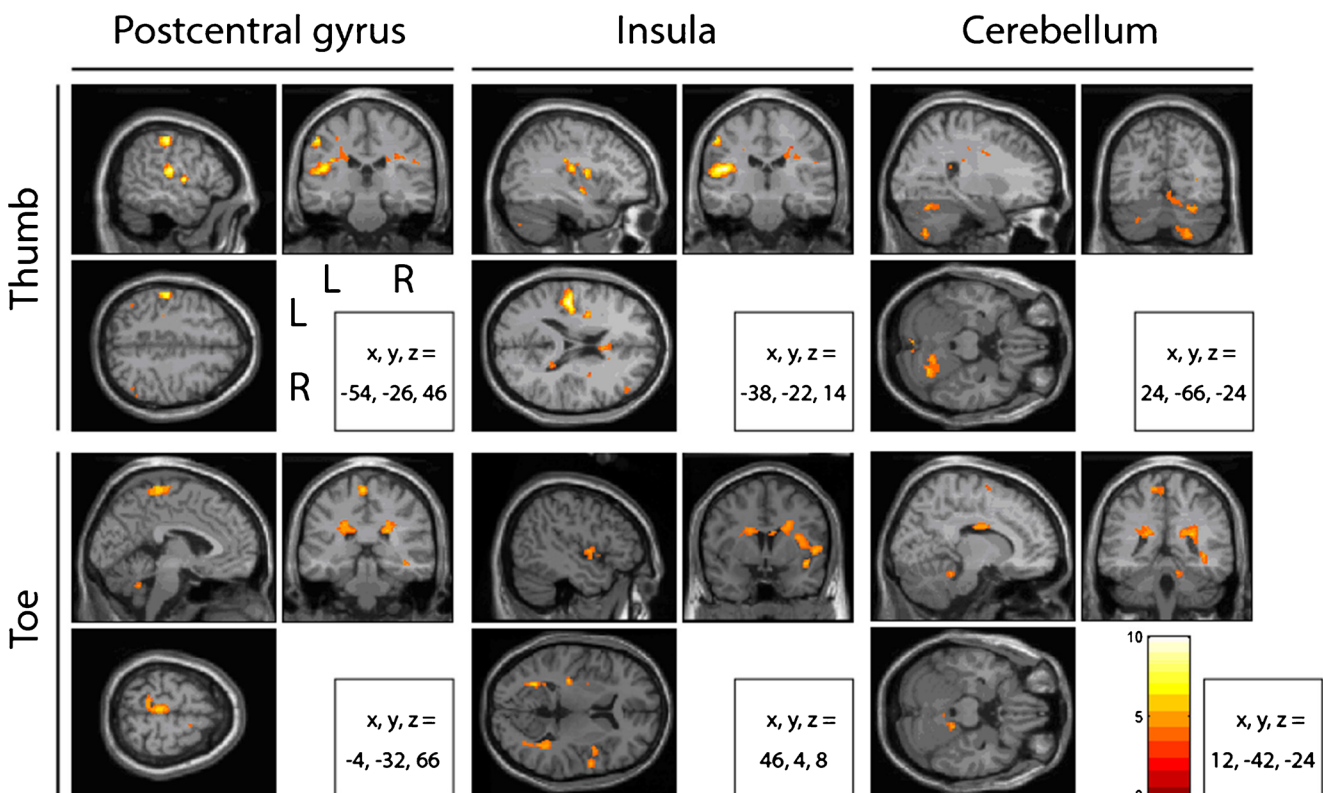 Postcentral gyrus
Insula
Cerebellum
Thumb
L R
L
R
x, y, z =
-54, -26, 46
x, y, z =
-38, -22, 14
x, y, z =
24, -66, -24
Toe
x, y, z =
-4, -32, 66
x, y, z =
46, 4, 8
10
5
0
x, y, z =
12, -42, -24